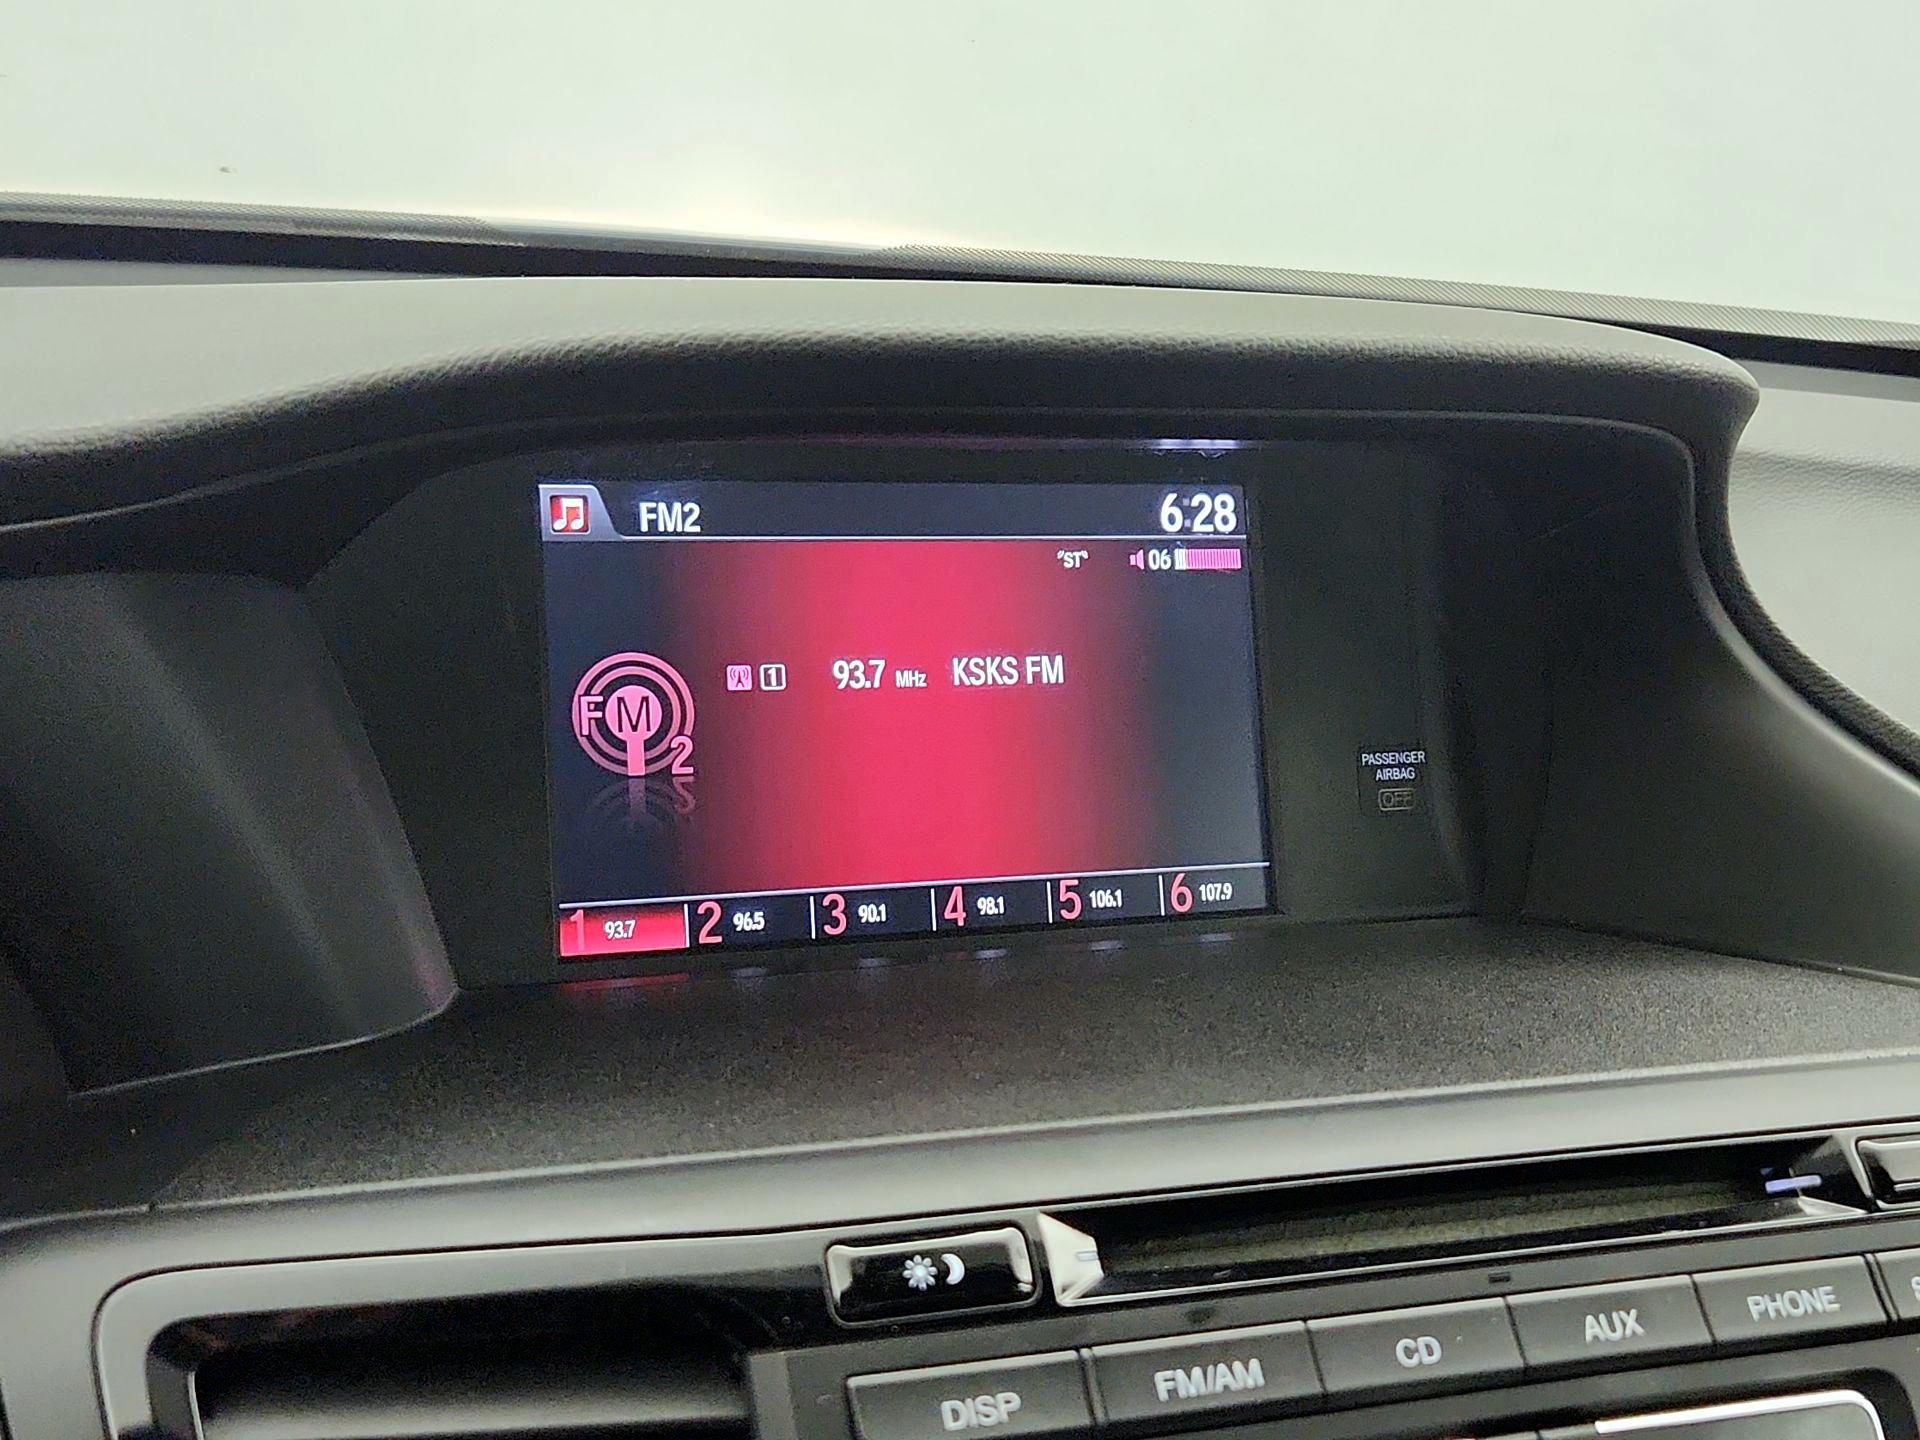 FM2 6:28
"ST" 06
1 93.7 MHz KSKS FM
FM2
PASSENGER
AIRBAG
OFF
1 93.7 2 96.5 3 90.1 4 98.1 5 106.1 6 107.9
DISP FM/AM CD AUX PHONE